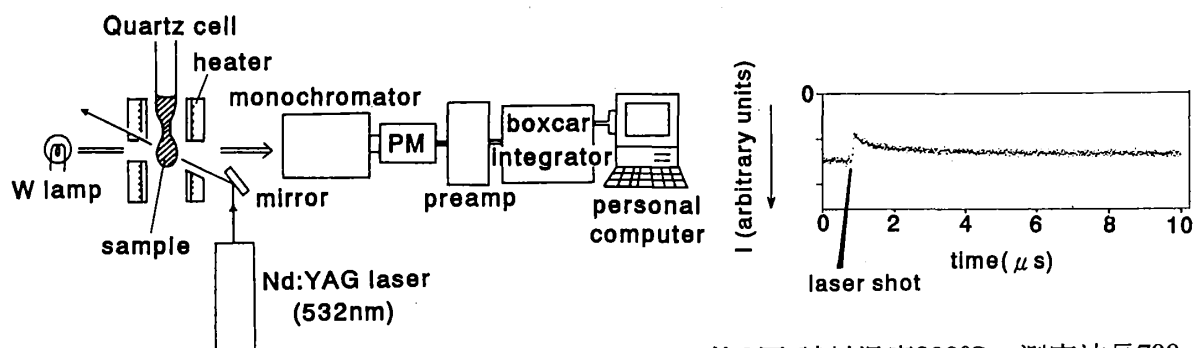 Quartz cell
heater
monochromator
PM
boxcar
integrator
W lamp
mirror
preamp
personal
computer
sample
Nd:YAG laser
(532nm)
I (arbitrary units)
0
0 2 4 6 8 10
time( μs)
laser shot